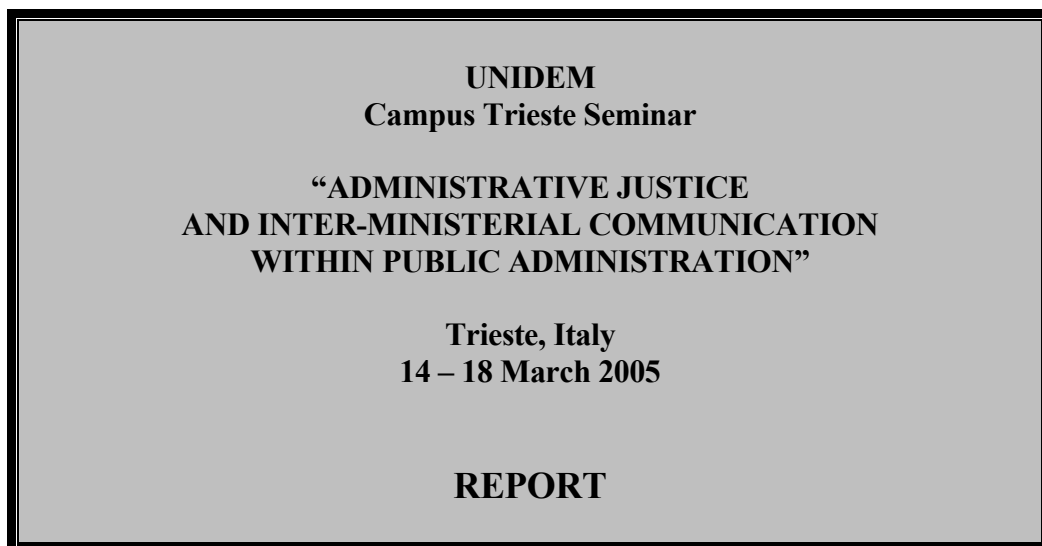 UNIDEM
Campus Trieste Seminar
“ADMINISTRATIVE JUSTICE
AND INTER-MINISTERIAL COMMUNICATION
WITHIN PUBLIC ADMINISTRATION”
Trieste, Italy
14 – 18 March 2005
REPORT